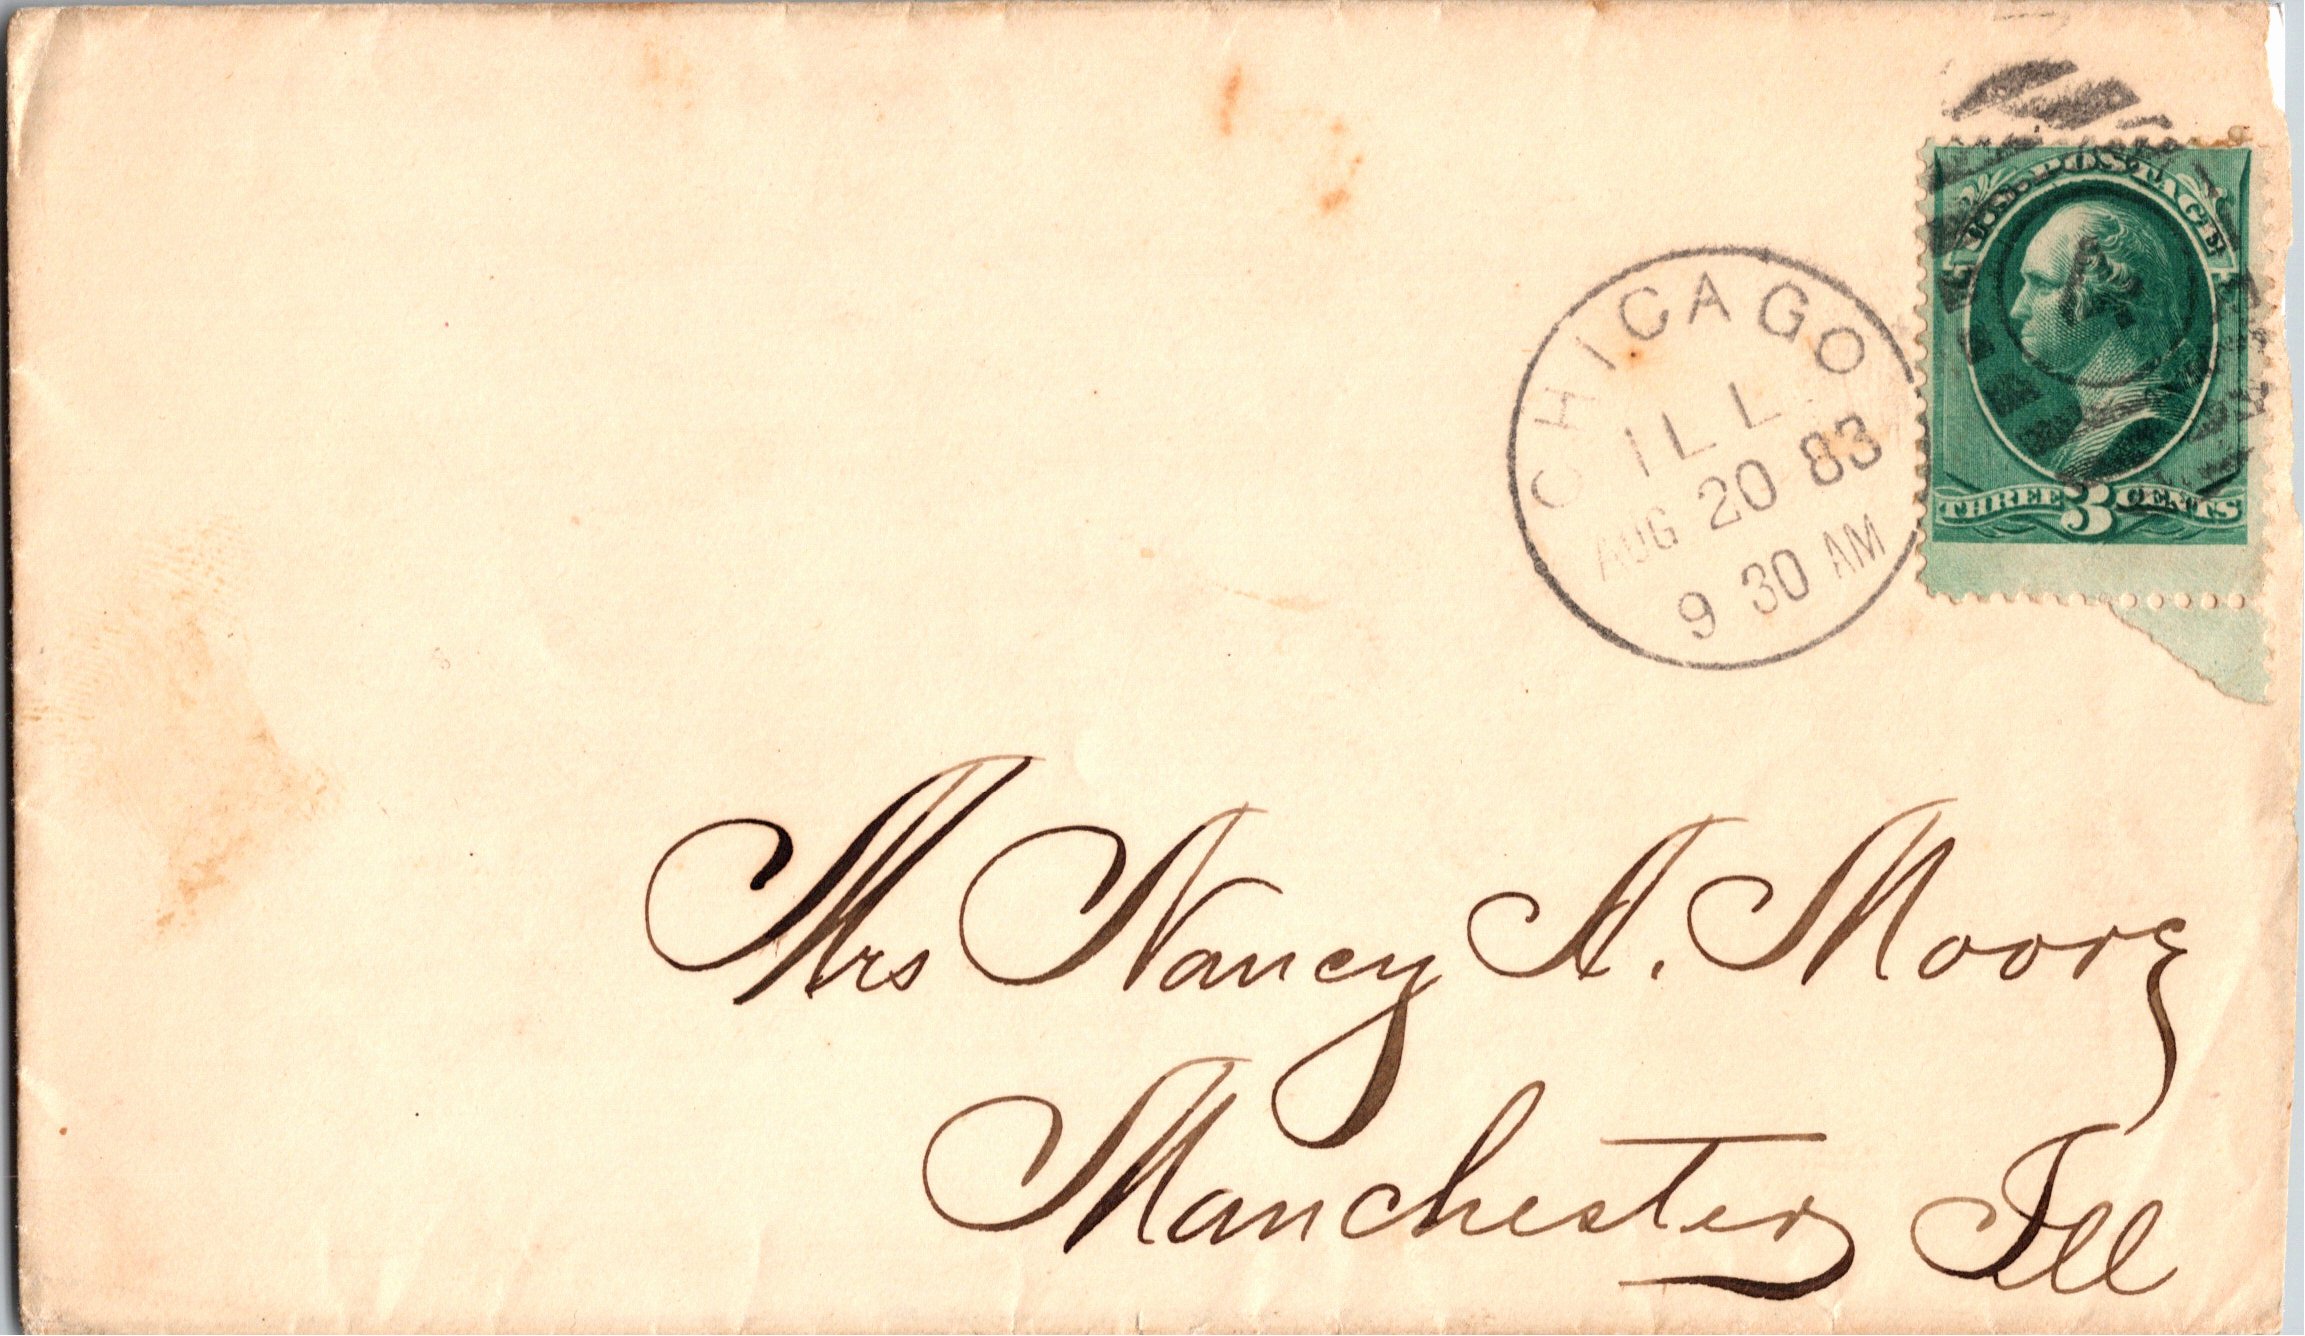 U.S. POSTAGE
THREE 3 CENTS
CHICAGO
ILL
AUG 20 83
9 30 AM
Mrs Nancy A. Moore
Manchester Ill